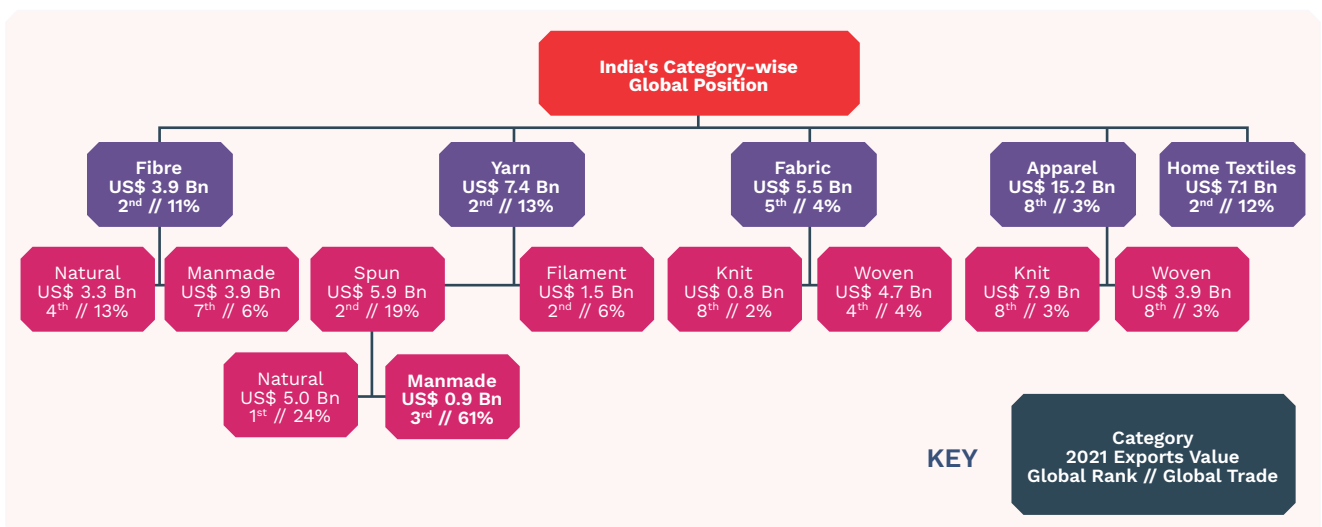 India's Category-wise
Global Position
Fibre
US$ 3.9 Bn
2nd // 11%
Yarn
US$ 7.4 Bn
2nd // 13%
Fabric
US$ 5.5 Bn
5th // 4%
Apparel
US$ 15.2 Bn
8th // 3%
Home Textiles
US$ 7.1 Bn
2nd // 12%
Natural
US$ 3.3 Bn
4th // 13%
Manmade
US$ 3.9 Bn
7th // 6%
Spun
US$ 5.9 Bn
2nd // 19%
Filament
US$ 1.5 Bn
2nd // 6%
Knit
US$ 0.8 Bn
8th // 2%
Woven
US$ 4.7 Bn
4th // 4%
Knit
US$ 7.9 Bn
8th // 3%
Woven
US$ 3.9 Bn
8th // 3%
Natural
US$ 5.0 Bn
1st // 24%
Manmade
US$ 0.9 Bn
3rd // 61%
KEY
Category
2021 Exports Value
Global Rank // Global Trade